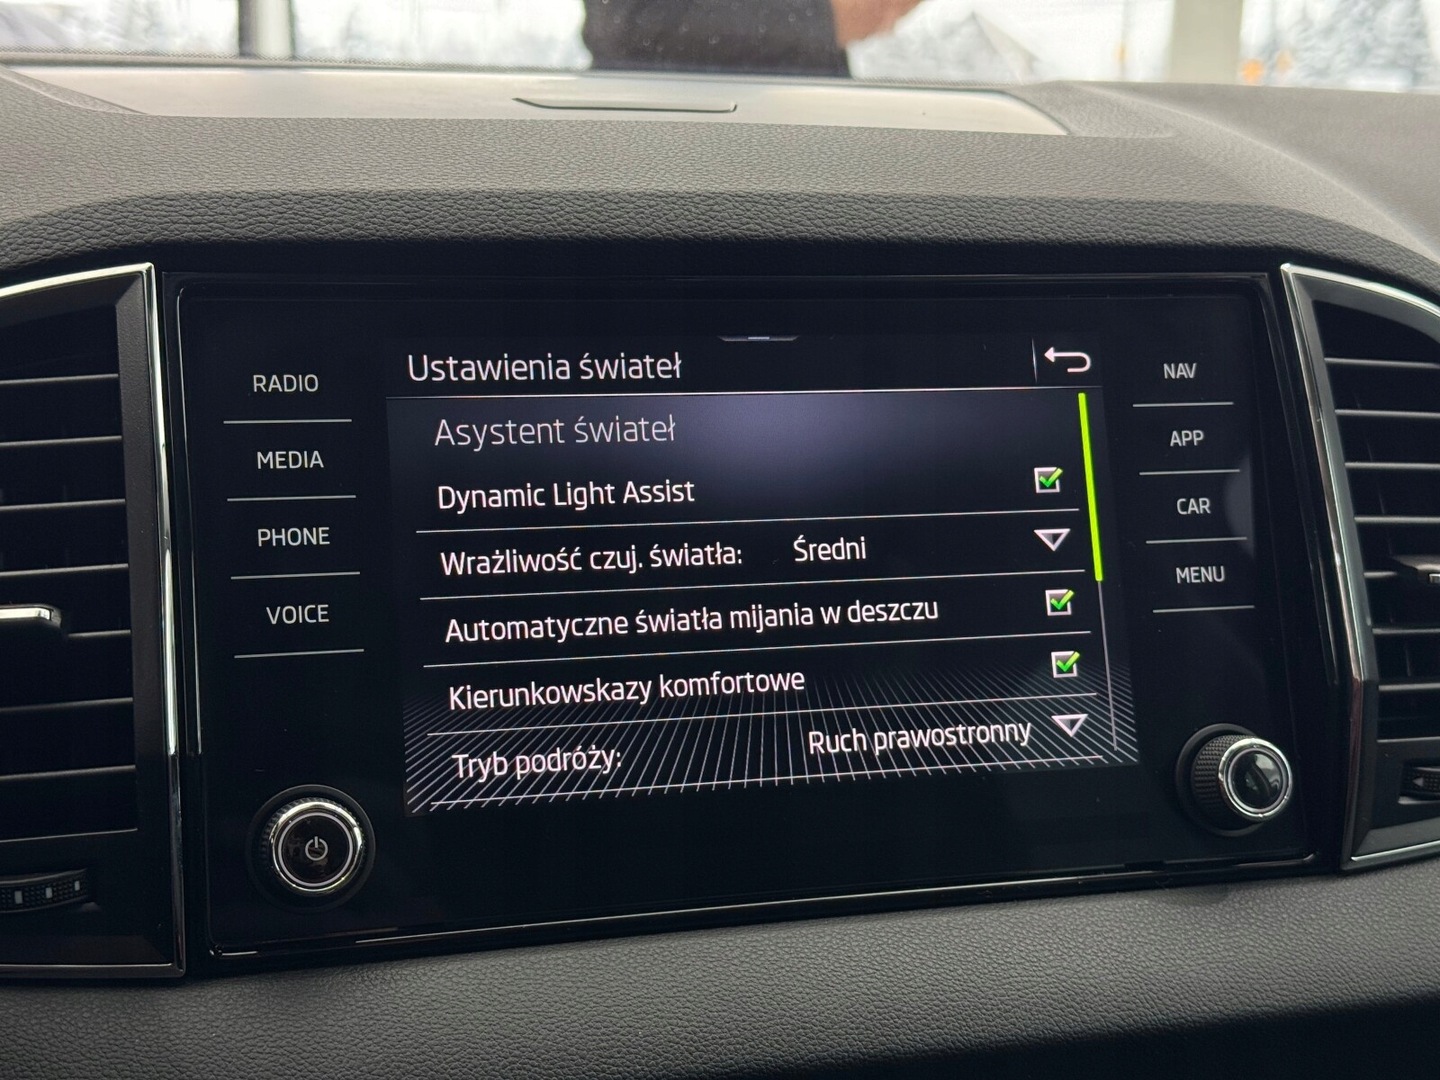 Ustawienia świateł
Asystent świateł
Dynamic Light Assist
Wrażliwość czuj. światła: Średni
Automatyczne światła mijania w deszczu
Kierunkowskazy komfortowe
Tryb podróży: Ruch prawostronny
RADIO
MEDIA
PHONE
VOICE
NAV
APP
CAR
MENU